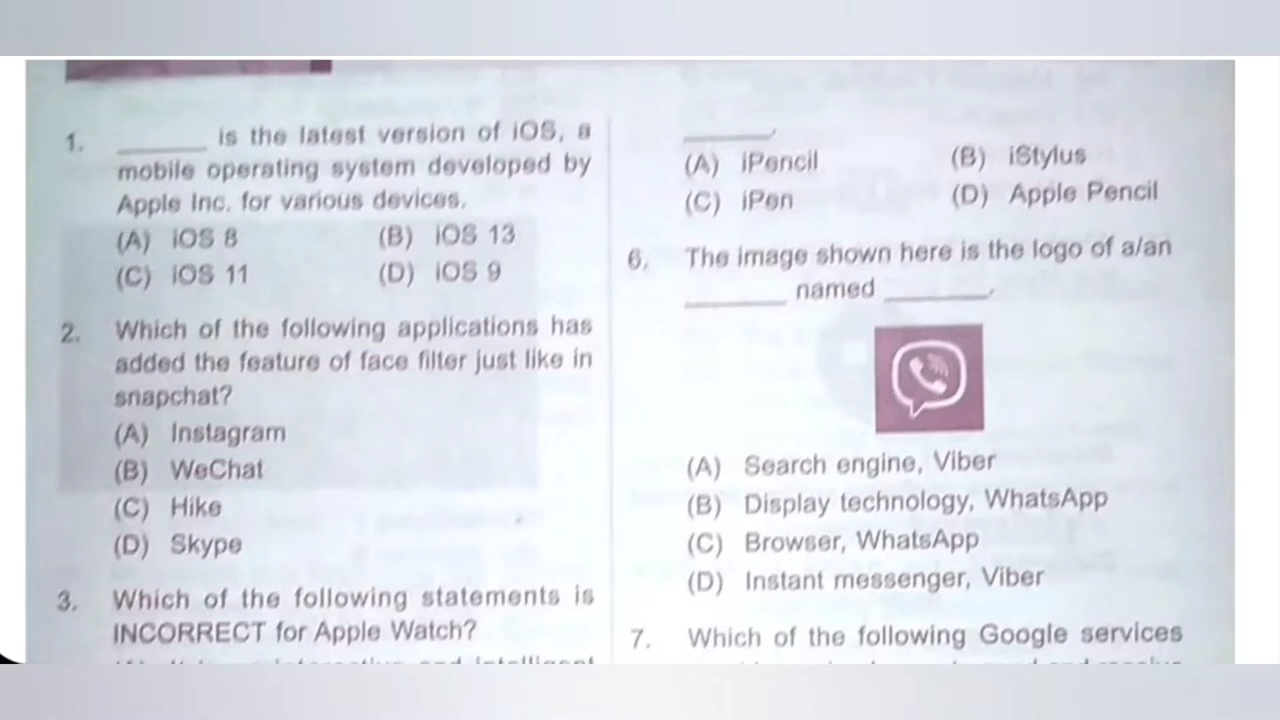 1. ______ is the latest version of iOS, a
mobile operating system developed by
Apple Inc. for various devices.
(A) iOS 8 (B) iOS 13
(C) iOS 11 (D) iOS 9
2. Which of the following applications has
added the feature of face filter just like in
snapchat?
(A) Instagram
(B) WeChat
(C) Hike
(D) Skype
3. Which of the following statements is
INCORRECT for Apple Watch?
______.
(A) iPencil (B) iStylus
(C) iPen (D) Apple Pencil
6. The image shown here is the logo of a/an
_______ named _______.
(A) Search engine, Viber
(B) Display technology, WhatsApp
(C) Browser, WhatsApp
(D) Instant messenger, Viber
7. Which of the following Google services